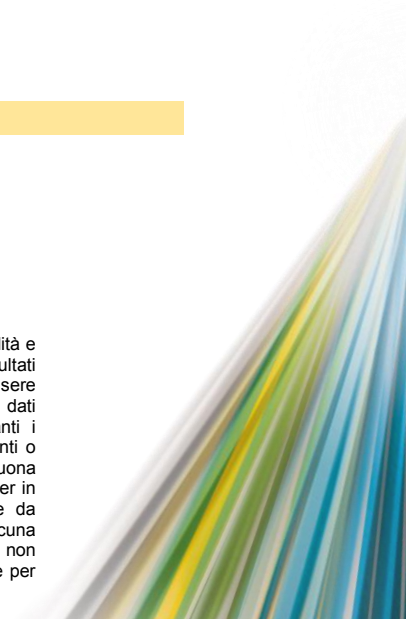 ità e
ultati
sere
dati
nti i
nti o
uona
er in
e da
cuna
non
e per